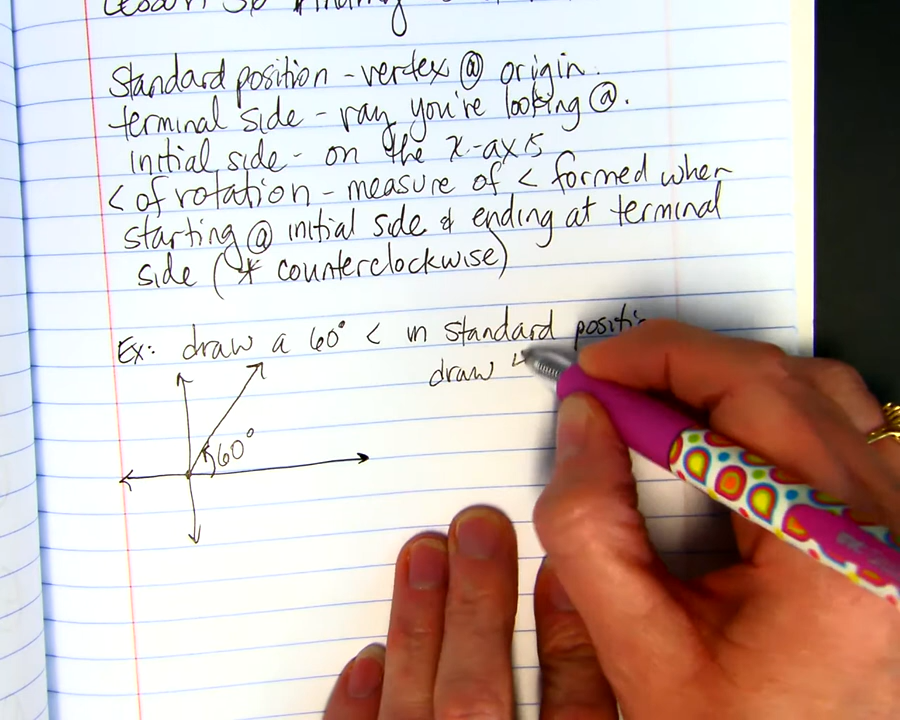 Standard position - vertex @ origin.
terminal side - ray you're looking @.
initial side - on the x-axis
< of rotation - measure of < formed when
starting @ initial side & ending at terminal
side (* counterclockwise)
Ex: draw a 60° < in standard
draw
60°